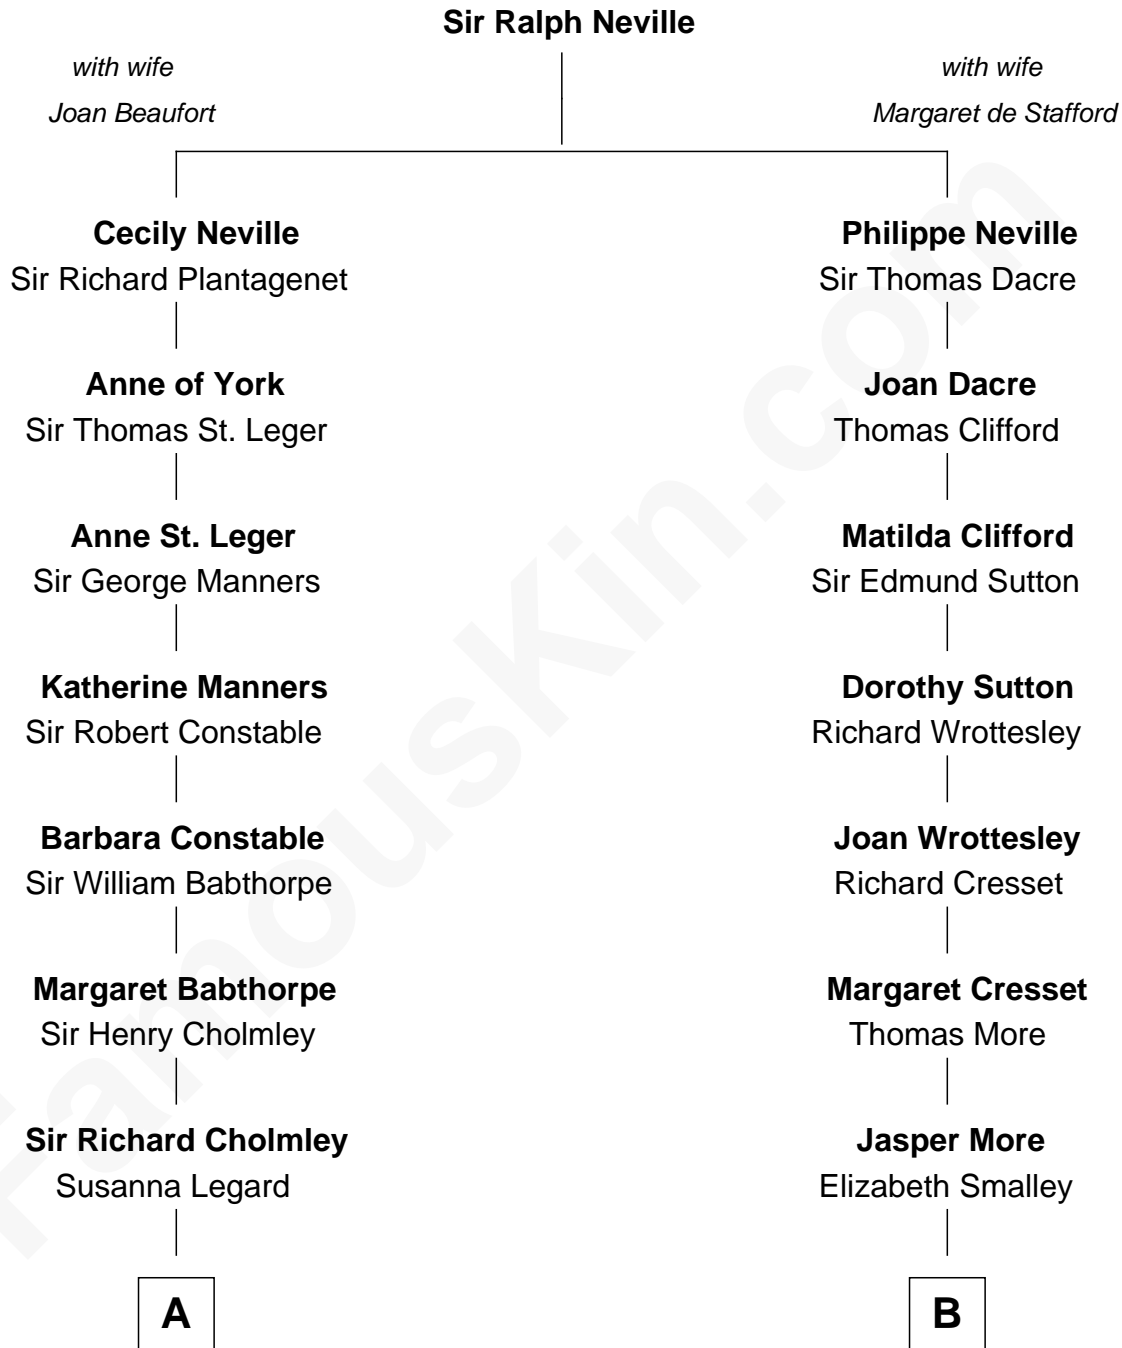 Sir Ralph Neville
with wife
Joan Beaufort
with wife
Margaret de Stafford
Cecily Neville
Sir Richard Plantagenet
Philippe Neville
Sir Thomas Dacre
Anne of York
Sir Thomas St. Leger
Joan Dacre
Thomas Clifford
Anne St. Leger
Sir George Manners
Matilda Clifford
Sir Edmund Sutton
Katherine Manners
Sir Robert Constable
Dorothy Sutton
Richard Wrottesley
Barbara Constable
Sir William Babthorpe
Joan Wrottesley
Richard Cresset
Margaret Babthorpe
Sir Henry Cholmley
Margaret Cresset
Thomas More
Sir Richard Cholmley
Susanna Legard
Jasper More
Elizabeth Smalley
A
B
FamousKin.com